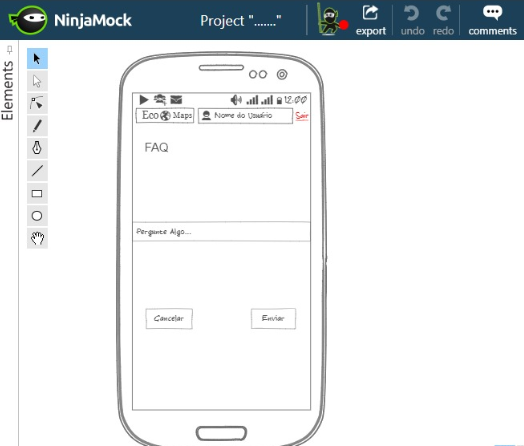 NinjaMock
Project "......."
export
undo
redo
comments
Elements
12:00
Eco Maps
Nome do Usuário
Sair
FAQ
Pergunte Algo...
Cancelar
Enviar